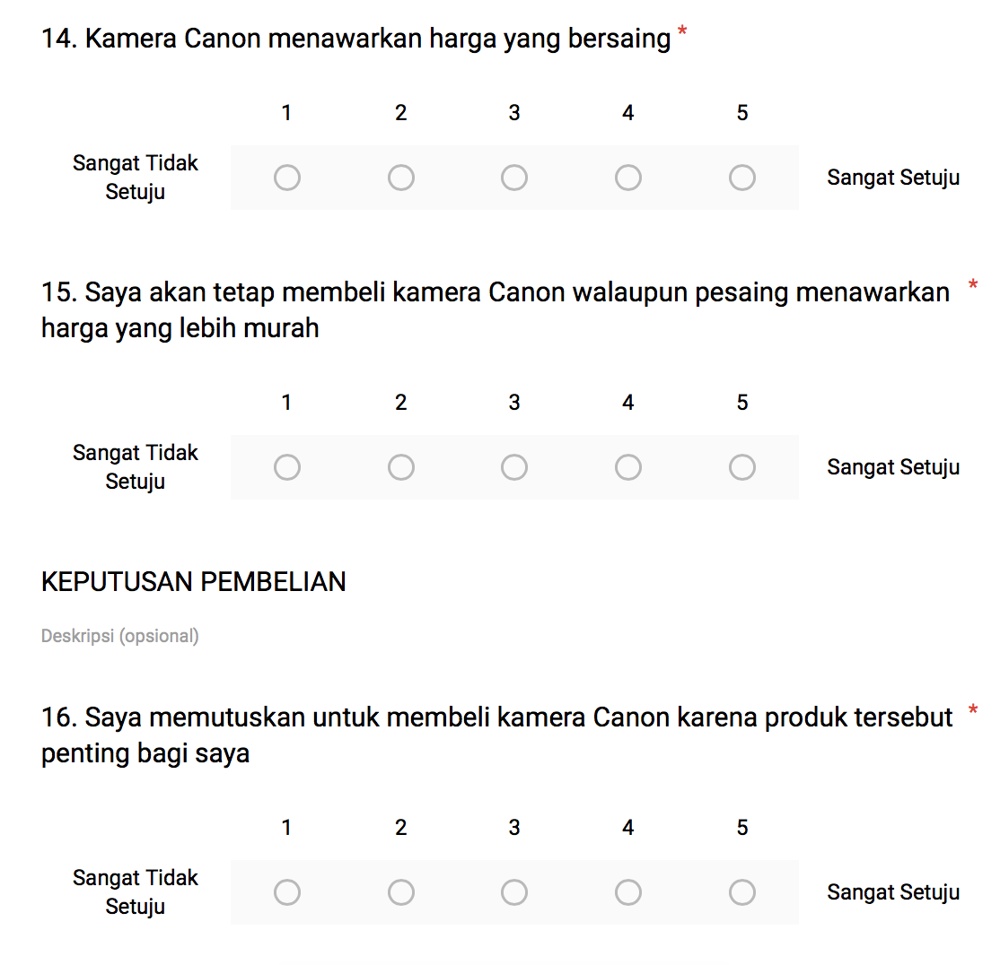 14. Kamera Canon menawarkan harga yang bersaing *
1 2 3 4 5
Sangat Tidak
Setuju
Sangat Setuju
15. Saya akan tetap membeli kamera Canon walaupun pesaing menawarkan *
harga yang lebih murah
1 2 3 4 5
Sangat Tidak
Setuju
Sangat Setuju
KEPUTUSAN PEMBELIAN
Deskripsi (opsional)
16. Saya memutuskan untuk membeli kamera Canon karena produk tersebut *
penting bagi saya
1 2 3 4 5
Sangat Tidak
Setuju
Sangat Setuju